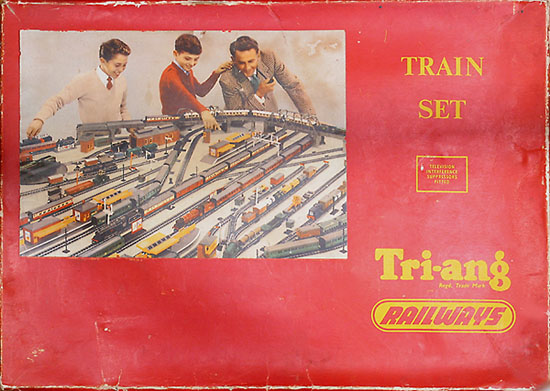 TRAIN
SET
TELEVISION
INTERFERENCE
SUPPRESSORS
FITTED
Tri-ang
Regd. Trade Mark
RAILWAYS